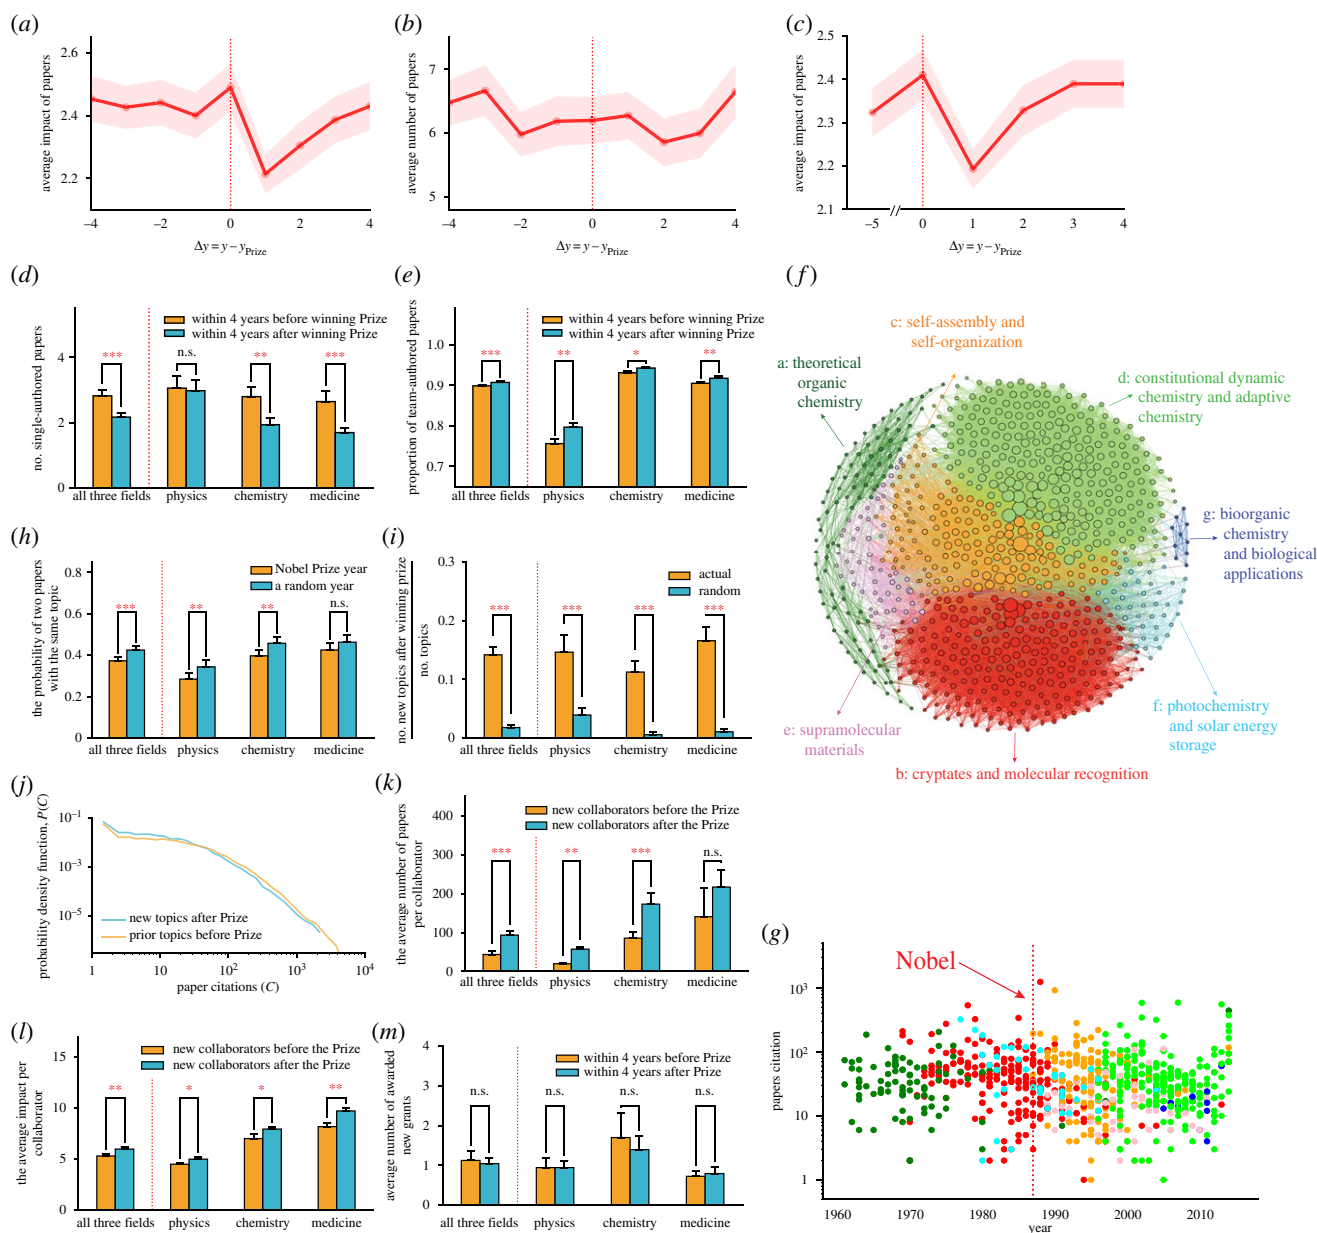 (a)
average impact of papers
2.6
2.4
2.2
−4
−2
0
2
4
Δy = y − yPrize
(b)
average number of papers
7
6
5
−4
−2
0
2
4
Δy = y − yPrize
(c)
average impact of papers
2.5
2.4
2.3
2.2
2.1
−5
0
1
2
3
4
Δy = y − yPrize
(d)
no. single-authored papers
4
2
0
within 4 years before winning Prize
within 4 years after winning Prize
***
n.s.
**
***
all three fields
physics
chemistry
medicine
(e)
proportion of team-authored papers
1.0
0.9
0.8
0.7
within 4 years before winning Prize
within 4 years after winning Prize
***
**
*
**
all three fields
physics
chemistry
medicine
(f)
c: self-assembly and
self-organization
a: theoretical
organic
chemistry
d: constitutional dynamic
chemistry and adaptive
chemistry
g: bioorganic
chemistry
and biological
applications
e: supramolecular
materials
f: photochemistry
and solar energy
storage
b: cryptates and molecular recognition
(h)
the probability of two papers
with the same topic
0.8
0.6
0.4
0.2
0
Nobel Prize year
a random year
***
**
**
n.s.
all three fields
physics
chemistry
medicine
(i)
no. new topics after winning prize
no. topics
0.3
0.2
0.1
0
actual
random
***
***
***
***
all three fields
physics
chemistry
medicine
(j)
probability density function, P(C)
10−1
10−3
10−5
new topics after Prize
prior topics before Prize
1
10
102
103
104
paper citations (C)
(k)
the average number of papers
per collaborator
400
300
200
100
0
new collaborators before the Prize
new collaborators after the Prize
***
**
***
n.s.
all three fields
physics
chemistry
medicine
(g)
Nobel
papers citation
103
102
10
1
1960
1970
1980
1990
2000
2010
year
(l)
the average impact per
collaborator
15
10
5
0
new collaborators before the Prize
new collaborators after the Prize
**
*
*
**
all three fields
physics
chemistry
medicine
(m)
average number of awarded
new grants
4
3
2
1
0
within 4 years before Prize
within 4 years after Prize
n.s.
n.s.
n.s.
n.s.
all three fields
physics
chemistry
medicine